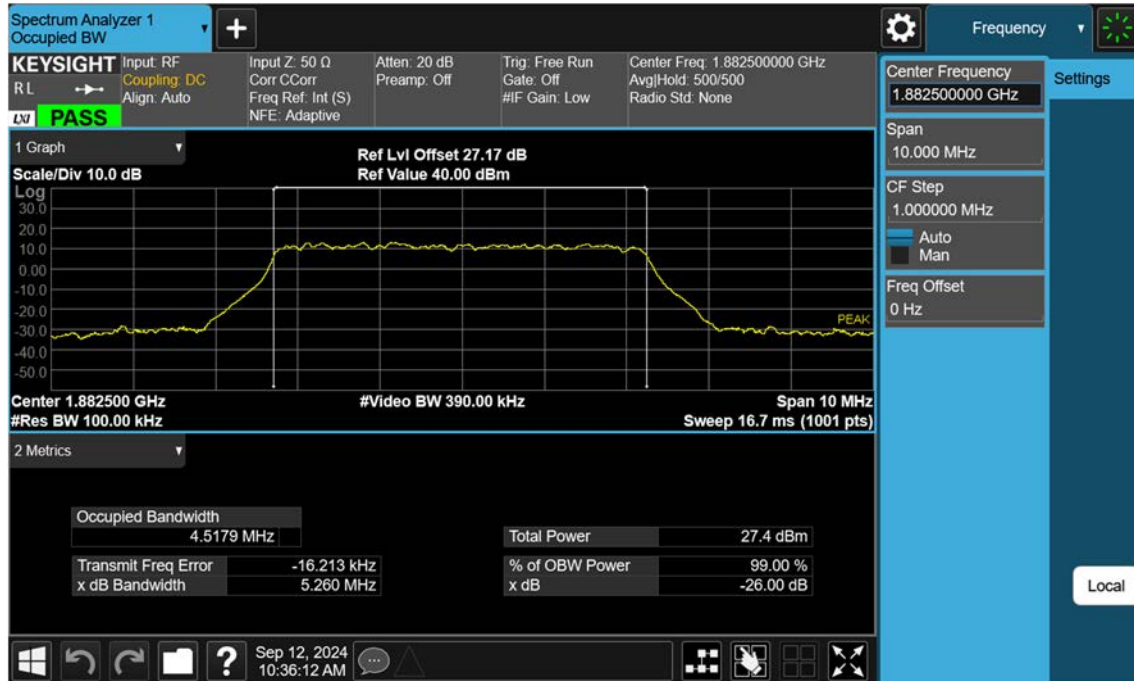 Spectrum Analyzer 1
Occupied BW
Frequency
KEYSIGHT
R L
LXI
PASS
Input: RF
Coupling: DC
Align: Auto
Input Z: 50 Ω
Corr CCorr
Freq Ref: Int (S)
NFE: Adaptive
Atten: 20 dB
Preamp: Off
Trig: Free Run
Gate: Off
#IF Gain: Low
Center Freq: 1.882500000 GHz
Avg|Hold: 500/500
Radio Std: None
Center Frequency
1.882500000 GHz
Settings
Span
10.000 MHz
CF Step
1.000000 MHz
Auto
Man
Freq Offset
0 Hz
1 Graph
Scale/Div 10.0 dB
Ref Lvl Offset 27.17 dB
Ref Value 40.00 dBm
Log
30.0
20.0
10.0
0.00
-10.0
-20.0
-30.0
-40.0
-50.0
PEAK
Center 1.882500 GHz
#Video BW 390.00 kHz
Span 10 MHz
#Res BW 100.00 kHz
Sweep 16.7 ms (1001 pts)
2 Metrics
Occupied Bandwidth
4.5179 MHz
Total Power 27.4 dBm
Transmit Freq Error -16.213 kHz
% of OBW Power 99.00 %
x dB Bandwidth 5.260 MHz
x dB -26.00 dB
Local
?
Sep 12, 2024
10:36:12 AM